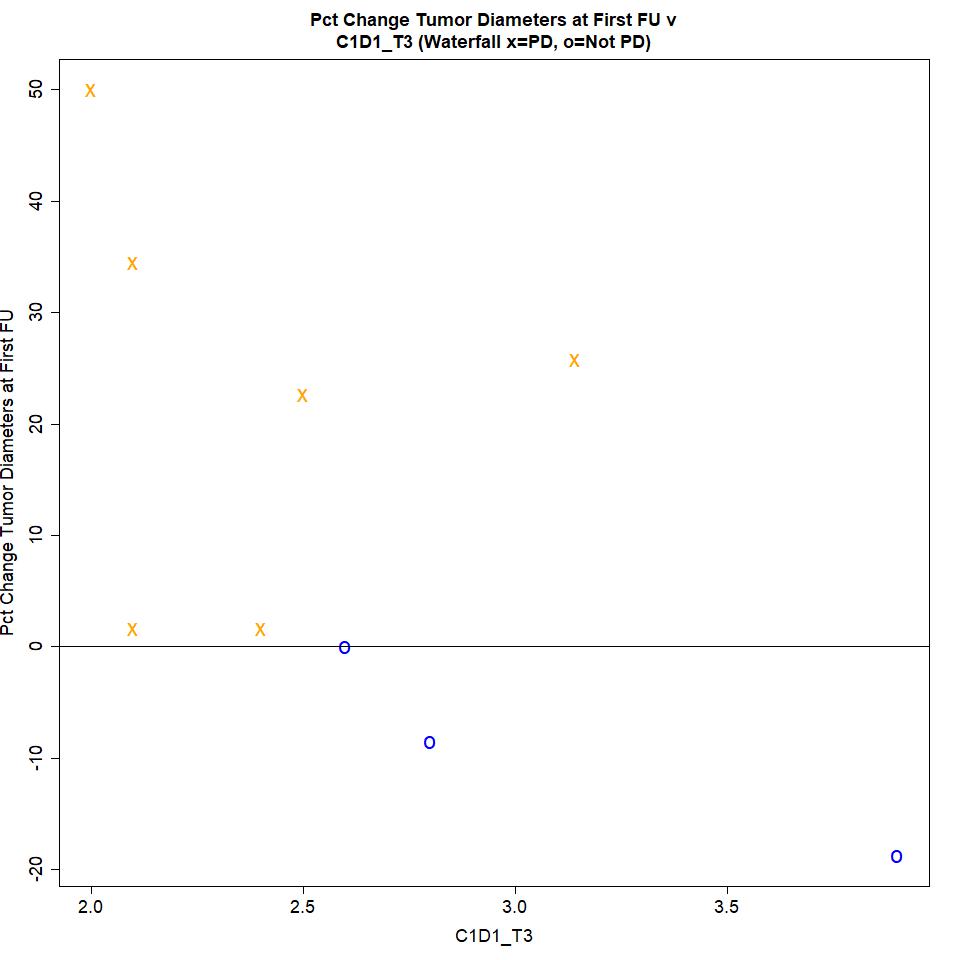 Pct Change Tumor Diameters at First FU v
C1D1_T3 (Waterfall x=PD, o=Not PD)
Pct Change Tumor Diameters at First FU
50
40
30
20
10
0
-10
-20
X
X
X
X
X
X
O
O
O
2.0
2.5
3.0
3.5
C1D1_T3